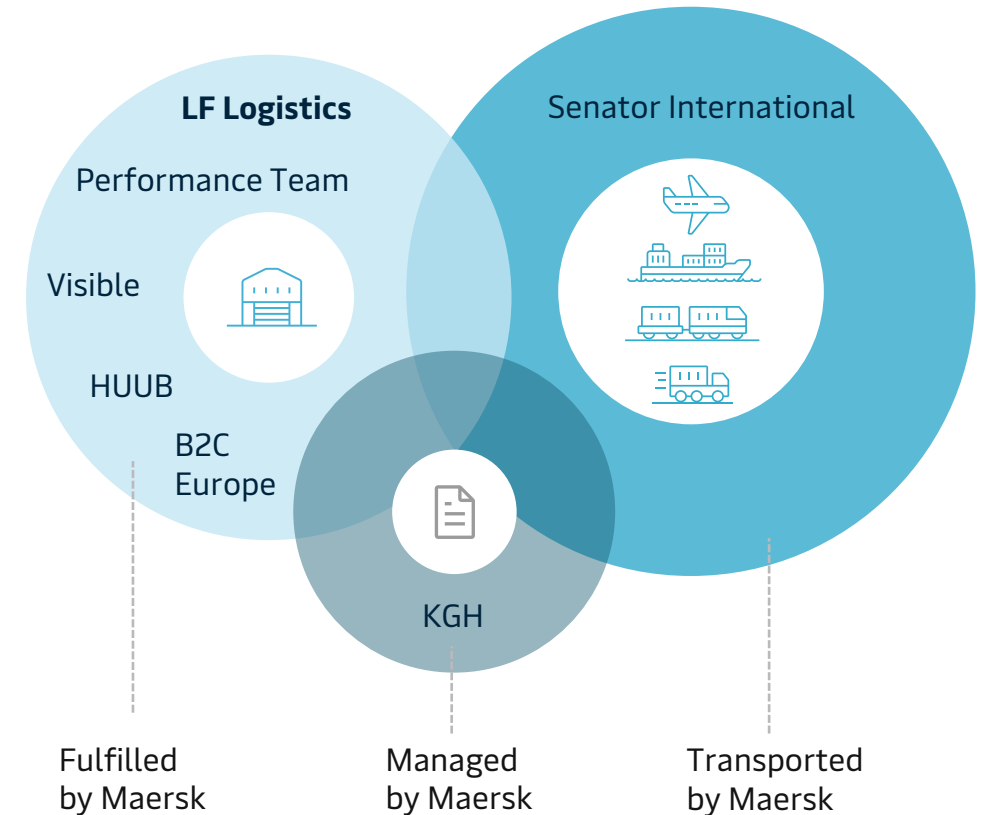 LF Logistics
Performance Team
Visible
HUUB
B2C
Europe
Senator International
KGH
Fulfilled
by Maersk
Managed
by Maersk
Transported
by Maersk